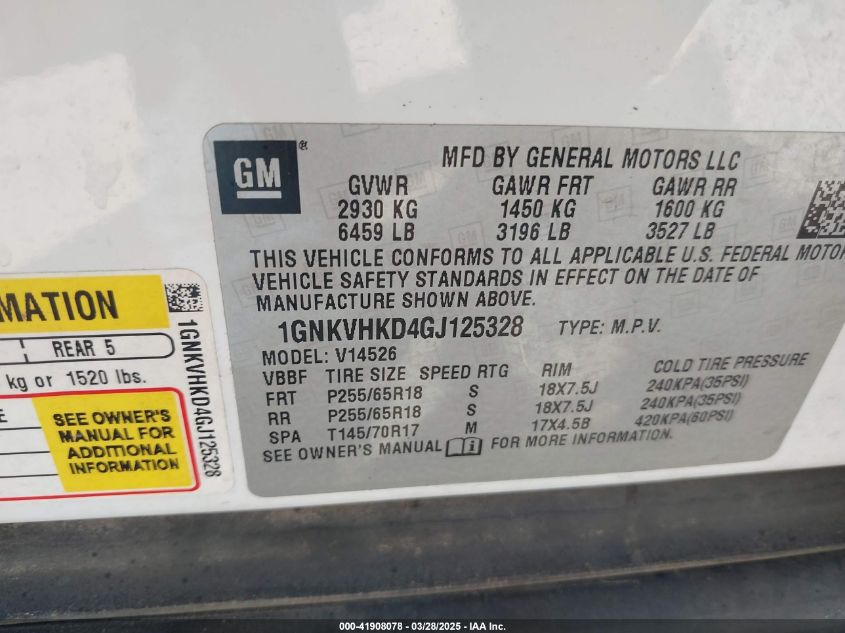 GM®
MFD BY GENERAL MOTORS LLC
GVWR GAWR FRT GAWR RR
2930 KG 1450 KG 1600 KG
6459 LB 3196 LB 3527 LB
THIS VEHICLE CONFORMS TO ALL APPLICABLE U.S. FEDERAL MOTOR
VEHICLE SAFETY STANDARDS IN EFFECT ON THE DATE OF
MANUFACTURE SHOWN ABOVE.
1GNKVHKD4GJ125328 TYPE: M.P.V.
MODEL: V14526
VBBF TIRE SIZE SPEED RTG RIM COLD TIRE PRESSURE
FRT P255/65R18 S 18X7.5J 240KPA(35PSI)
RR P255/65R18 S 18X7.5J 240KPA(35PSI)
SPA T145/70R17 M 17X4.5B 420KPA(60PSI)
SEE OWNER'S MANUAL FOR MORE INFORMATION.
MATION
REAR 5
kg or 1520 lbs.
SEE OWNER'S
MANUAL FOR
ADDITIONAL
INFORMATION
1GNKVHKD4GJ125328
000-41908078 — 03/28/2025 — IAA Inc.